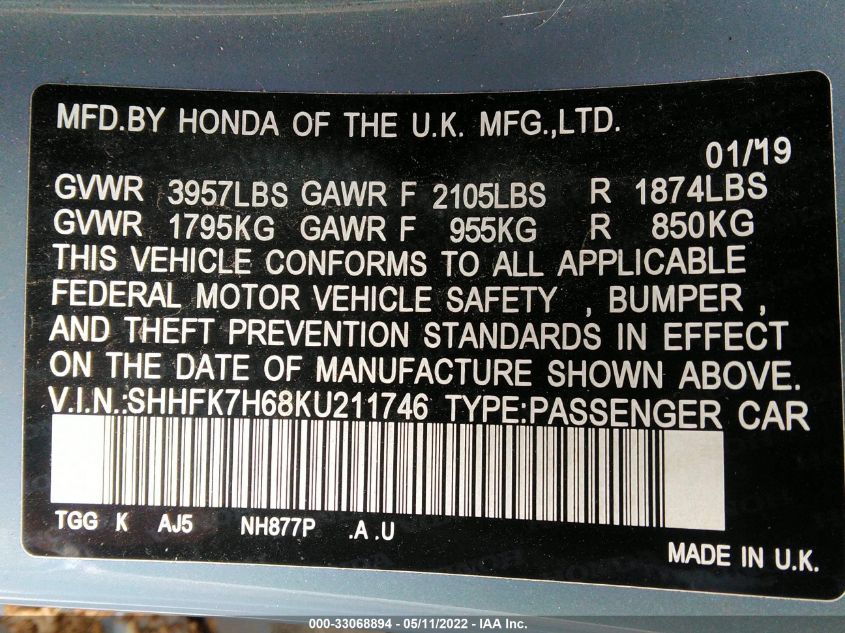 MFD.BY HONDA OF THE U.K. MFG.,LTD.
01/19
GVWR 3957LBS GAWR F 2105LBS R 1874LBS
GVWR 1795KG GAWR F 955KG R 850KG
THIS VEHICLE CONFORMS TO ALL APPLICABLE
FEDERAL MOTOR VEHICLE SAFETY , BUMPER ,
AND THEFT PREVENTION STANDARDS IN EFFECT
ON THE DATE OF MANUFACTURE SHOWN ABOVE.
V.I.N.:SHHFK7H68KU211746 TYPE:PASSENGER CAR
TGG K AJ5 NH877P .A .U
MADE IN U.K.
000-33068894 - 05/11/2022 - IAA Inc.